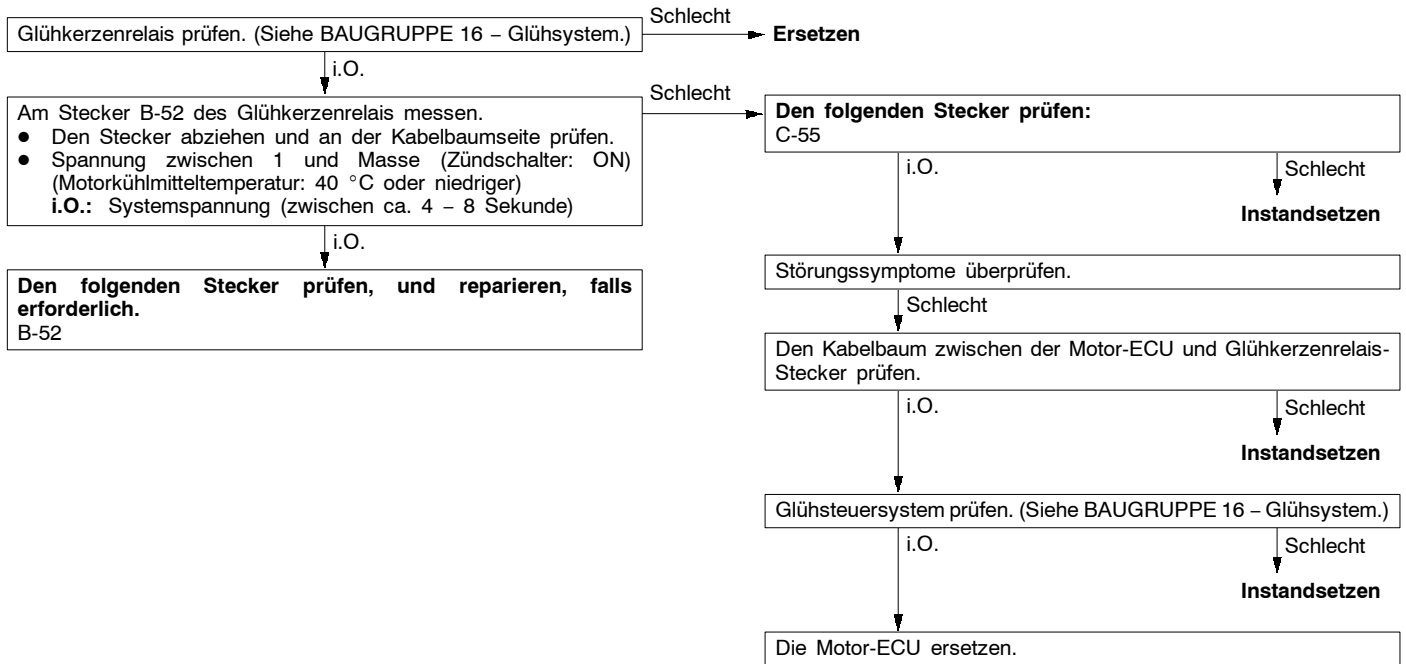 Glühkerzenrelais prüfen. (Siehe BAUGRUPPE 16 – Glühsystem.)
Schlecht
Ersetzen
i.O.
Am Stecker B-52 des Glühkerzenrelais messen.
● Den Stecker abziehen und an der Kabelbaumseite prüfen.
● Spannung zwischen 1 und Masse (Zündschalter: ON)
(Motorkühlmitteltemperatur: 40 °C oder niedriger)
i.O.: Systemspannung (zwischen ca. 4 – 8 Sekunde)
i.O.
Den folgenden Stecker prüfen, und reparieren, falls
erforderlich.
B-52
Schlecht
Den folgenden Stecker prüfen:
C-55
i.O.
Schlecht
Instandsetzen
Störungssymptome überprüfen.
Schlecht
Den Kabelbaum zwischen der Motor-ECU und Glühkerzenrelais-
Stecker prüfen.
i.O.
Schlecht
Instandsetzen
Glühsteuersystem prüfen. (Siehe BAUGRUPPE 16 – Glühsystem.)
i.O.
Schlecht
Instandsetzen
Die Motor-ECU ersetzen.